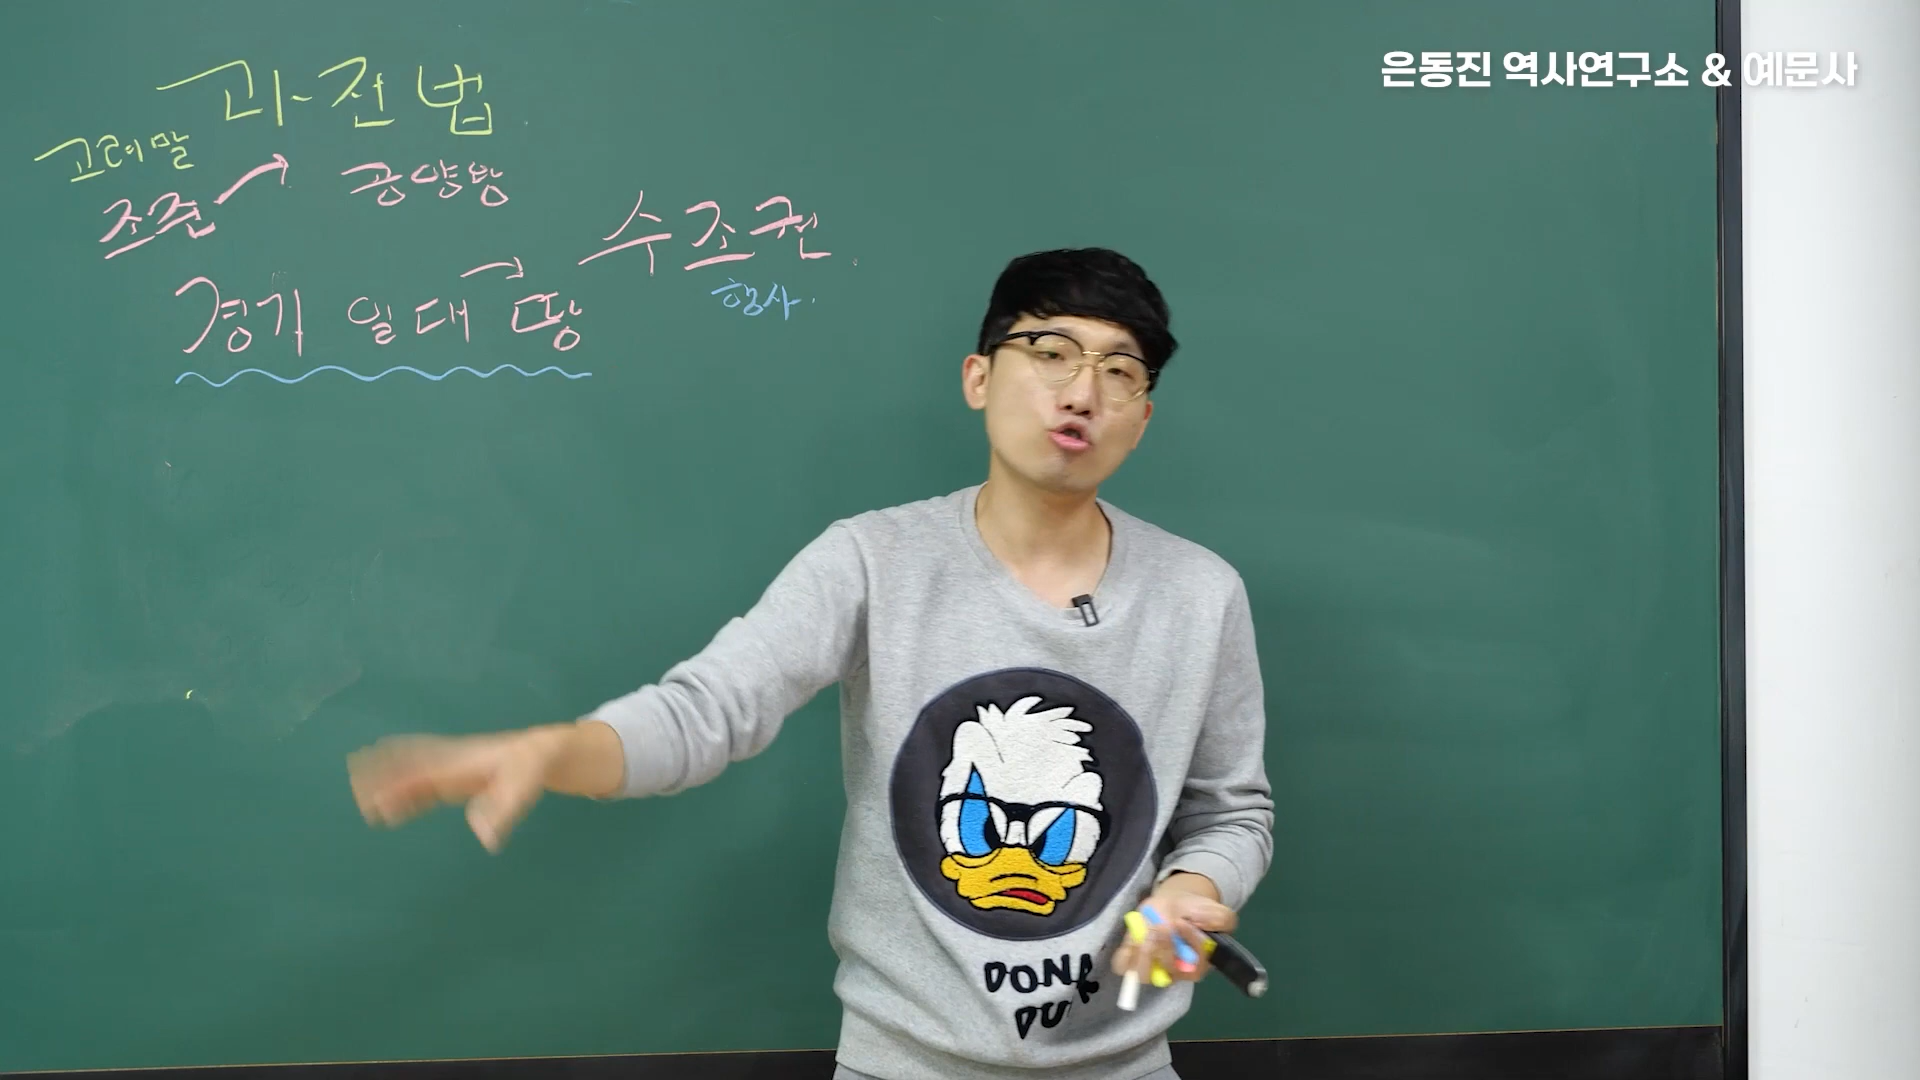 은동진 역사연구소 & 예문사
과전법
고려말
조준 → 공양왕
경기 일대 땅 → 수조권
행사.
DONA
DU